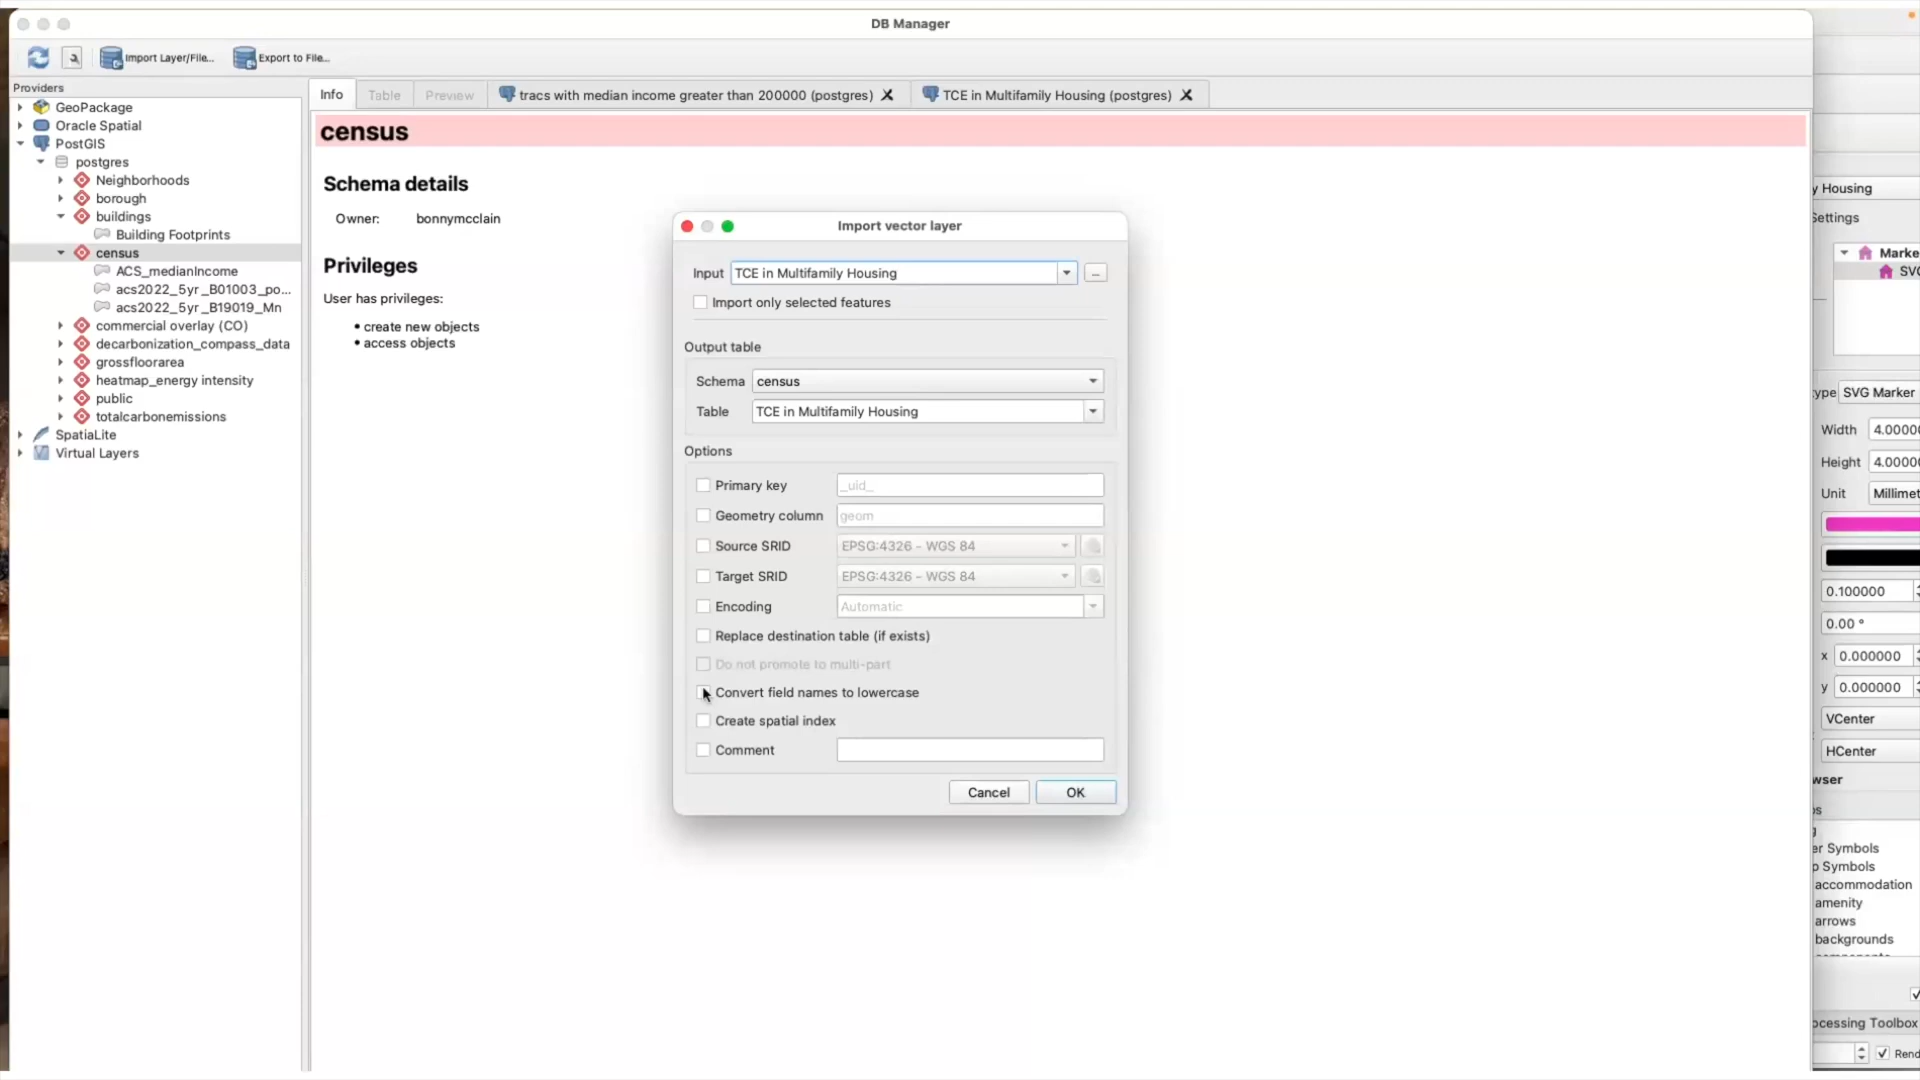 DB Manager
Import Layer/File...
Export to File...
Providers
GeoPackage
Oracle Spatial
PostGIS
postgres
Neighborhoods
borough
buildings
Building Footprints
census
ACS_medianIncome
acs2022_5yr_B01003_po...
acs2022_5yr_B19019_Mn
commercial overlay (CO)
decarbonization_compass_data
grossfloorarea
heatmap_energy intensity
public
totalcarbonemissions
SpatiaLite
Virtual Layers
Info
Table
Preview
tracs with median income greater than 200000 (postgres)
TCE in Multifamily Housing (postgres)
census
Schema details
Owner: bonnymcclain
Privileges
User has privileges:
• create new objects
• access objects
Import vector layer
Input TCE in Multifamily Housing
...
Import only selected features
Output table
Schema census
Table TCE in Multifamily Housing
Options
Primary key _uid_
Geometry column geom
Source SRID EPSG:4326 - WGS 84
Target SRID EPSG:4326 - WGS 84
Encoding Automatic
Replace destination table (if exists)
Do not promote to multi-part
Convert field names to lowercase
Create spatial index
Comment
Cancel
OK
y Housing
Settings
Marke
SVG
ype SVG Marker
Width 4.0000
Height 4.0000
Unit Millimet
0.100000
0.00 °
x 0.000000
y 0.000000
VCenter
HCenter
wser
os
g
er Symbols
p Symbols
accommodation
amenity
arrows
backgrounds
ocessing Toolbox
Rend